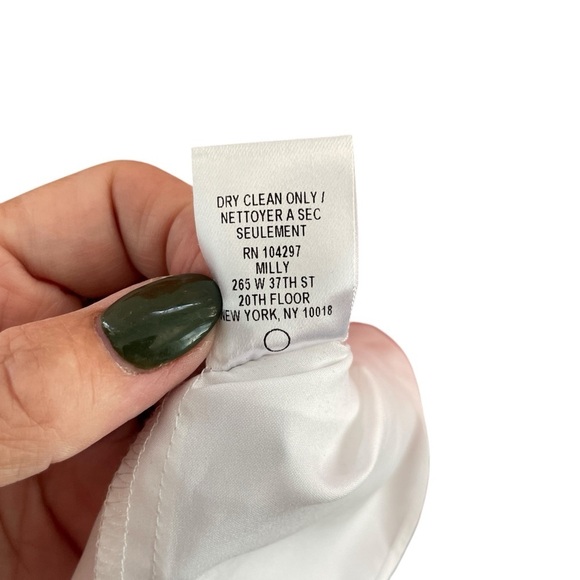 DRY CLEAN ONLY /
NETTOYER A SEC
SEULEMENT
RN 104297
MILLY
265 W 37TH ST
20TH FLOOR
NEW YORK, NY 10018